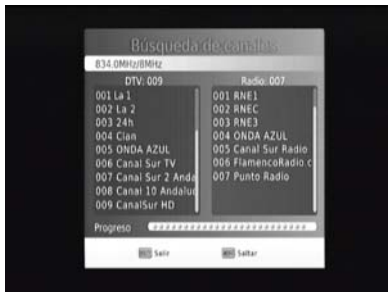 Búsqueda de canales
834.0MHz/8MHz
DTV: 009
001 La 1
002 La 2
003 24h
004 Clan
005 ONDA AZUL
006 Canal Sur TV
007 Canal Sur 2 Anda
008 Canal 10 Andaluc
009 CanalSur HD
Radio: 007
001 RNE1
002 RNEC
003 RNE3
004 ONDA AZUL
005 Canal Sur Radio
006 FlamencoRadio.c
007 Punto Radio
Progreso
Salir
Saltar